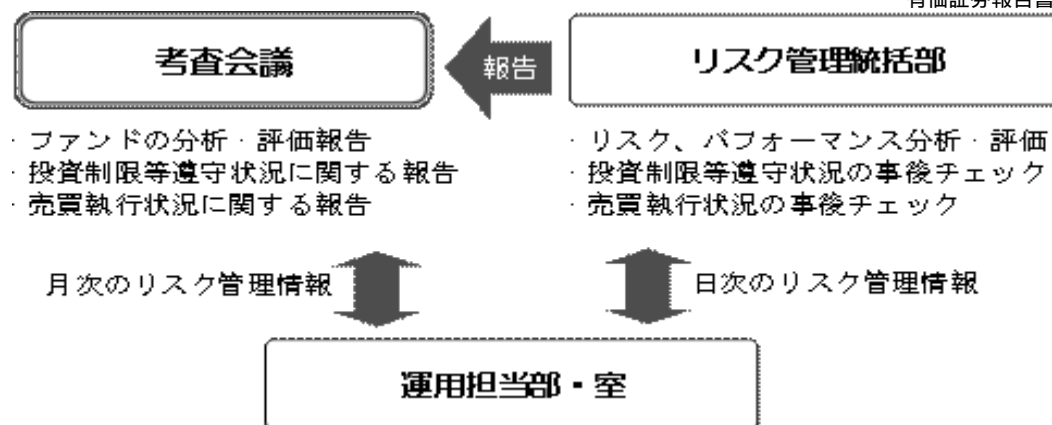 有価証券報告書
考査会議
報告
リスク管理統括部
· ファンドの分析・評価報告
· 投資制限等遵守状況に関する報告
· 売買執行状況に関する報告
· リスク、パフォーマンス分析・評価
· 投資制限等遵守状況の事後チェック
· 売買執行状況の事後チェック
月次のリスク管理情報
日次のリスク管理情報
運用担当部・室